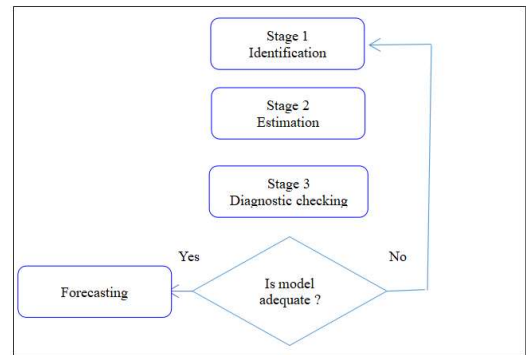 Stage 1
Identification
Stage 2
Estimation
Stage 3
Diagnostic checking
Yes
No
Is model
adequate ?
Forecasting